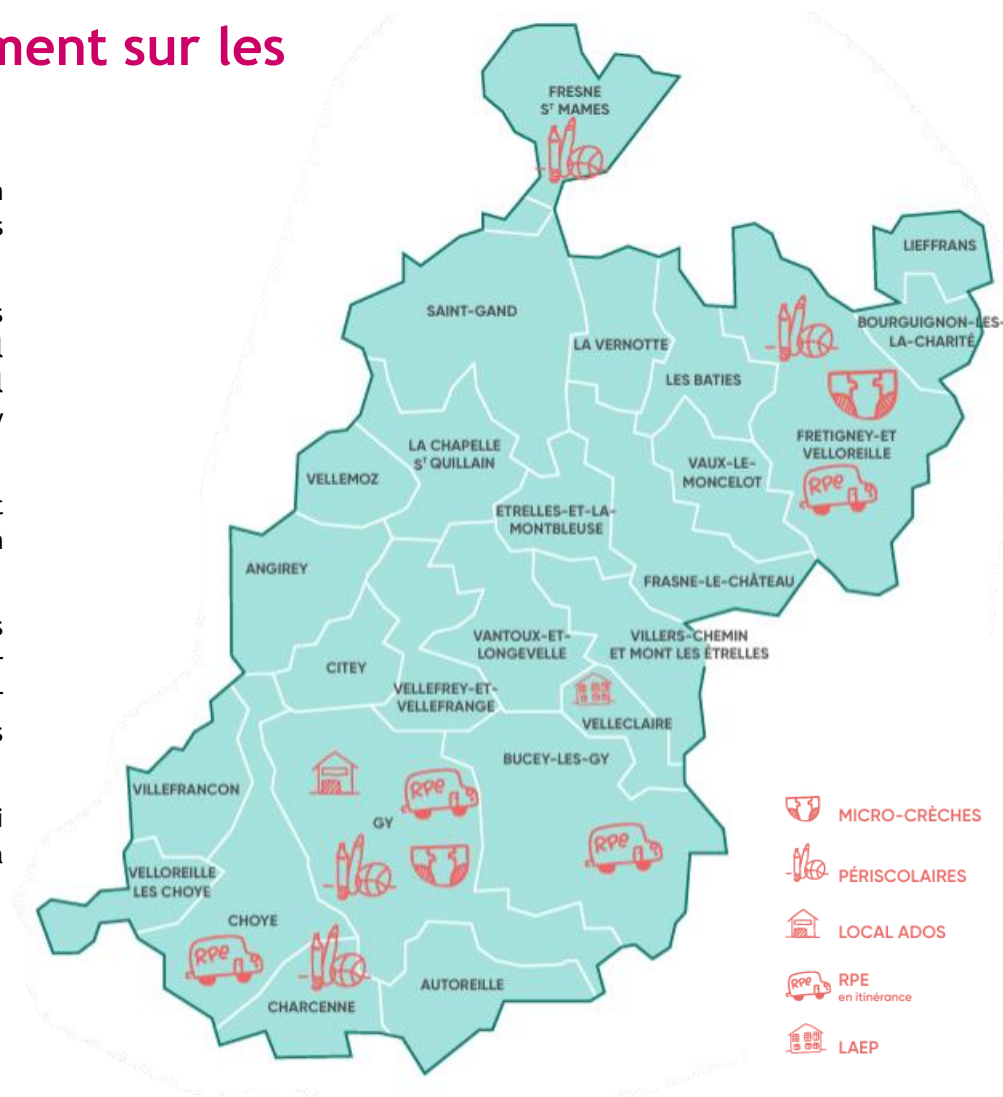 ment sur les
FRESNE
Sᵀ MAMES
LIEFFRANS
BOURGUIGNON-LES-
LA-CHARITÉ
SAINT-GAND
LA VERNOTTE
LES BATIES
FRETIGNEY-ET
VELLOREILLE
RPe
LA CHAPELLE
Sᵀ QUILLAIN
VAUX-LE-
MONCELOT
VELLEMOZ
ETRELLES-ET-LA-
MONTBLEUSE
ANGIREY
FRASNE-LE-CHÂTEAU
VANTOUX-ET-
LONGEVELLE
VILLERS-CHEMIN
ET MONT LES ÉTRELLES
CITEY
VELLEFREY-ET-
VELLEFRANGE
VELLECLAIRE
BUCEY-LES-GY
RPe
VILLEFRANCON
RPe
GY
VELLOREILLE
LES CHOYE
CHOYE
RPe
AUTOREILLE
CHARCENNE
MICRO-CRÈCHES
PÉRISCOLAIRES
LOCAL ADOS
RPe
RPE
en itinérance
LAEP